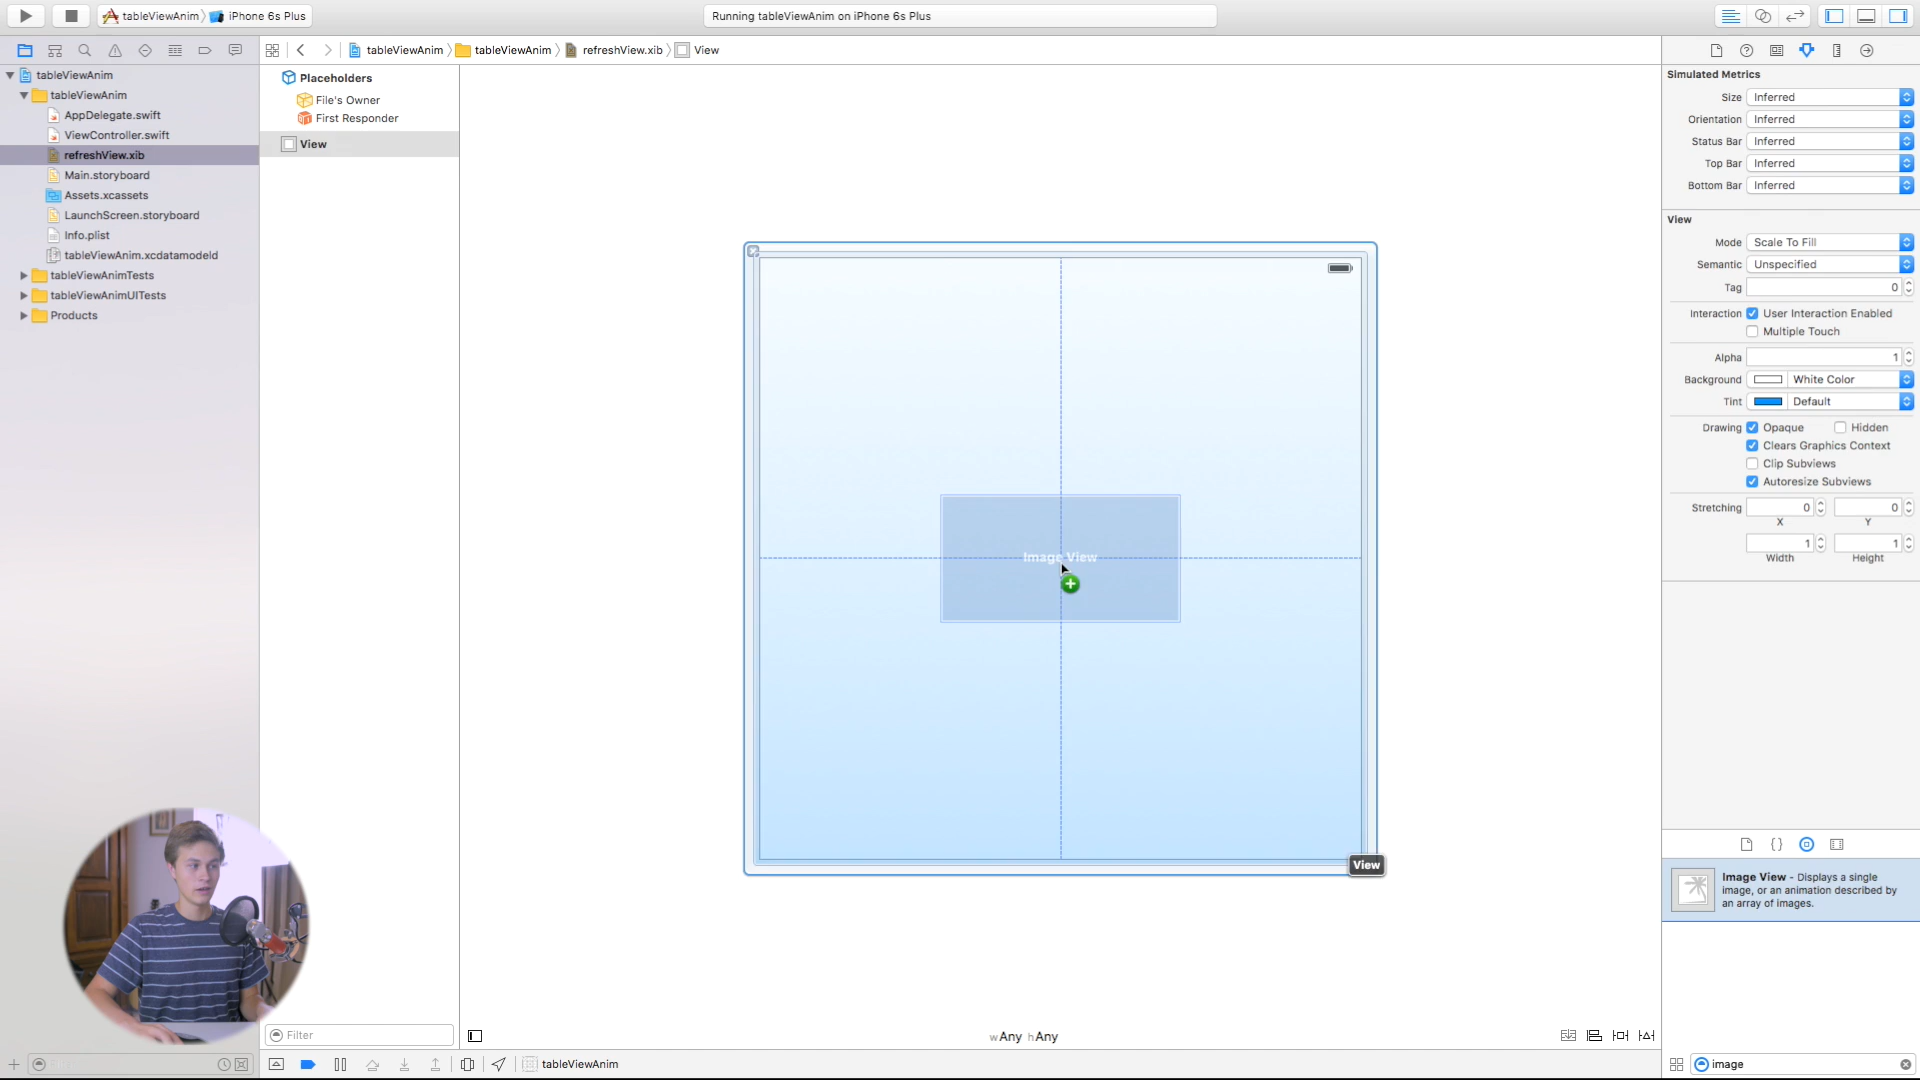 tableViewAnim
iPhone 6s Plus
Running tableViewAnim on iPhone 6s Plus
tableViewAnim
tableViewAnim
refreshView.xib
View
tableViewAnim
tableViewAnim
AppDelegate.swift
ViewController.swift
refreshView.xib
Main.storyboard
Assets.xcassets
LaunchScreen.storyboard
Info.plist
tableViewAnim.xcdatamodeld
tableViewAnimTests
tableViewAnimUITests
Products
Placeholders
File's Owner
First Responder
View
Filter
Image View
View
wAny hAny
tableViewAnim
Simulated Metrics
Size Inferred
Orientation Inferred
Status Bar Inferred
Top Bar Inferred
Bottom Bar Inferred
View
Mode Scale To Fill
Semantic Unspecified
Tag 0
Interaction User Interaction Enabled
Multiple Touch
Alpha 1
Background White Color
Tint Default
Drawing Opaque Hidden
Clears Graphics Context
Clip Subviews
Autoresize Subviews
Stretching 0 0
X Y
1 1
Width Height
Image View - Displays a single
image, or an animation described by
an array of images.
image